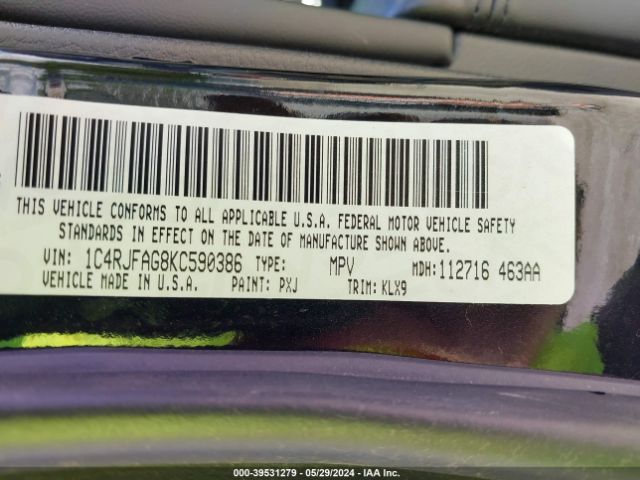 THIS VEHICLE CONFORMS TO ALL APPLICABLE U.S.A. FEDERAL MOTOR VEHICLE SAFETY
STANDARDS IN EFFECT ON THE DATE OF MANUFACTURE SHOWN ABOVE.
VIN: 1C4RJFAG8KC590386 TYPE: MPV MDH:112716 463AA
VEHICLE MADE IN U.S.A. PAINT: PXJ TRIM: KLX9
000-39531279 - 05/29/2024 - IAA Inc.